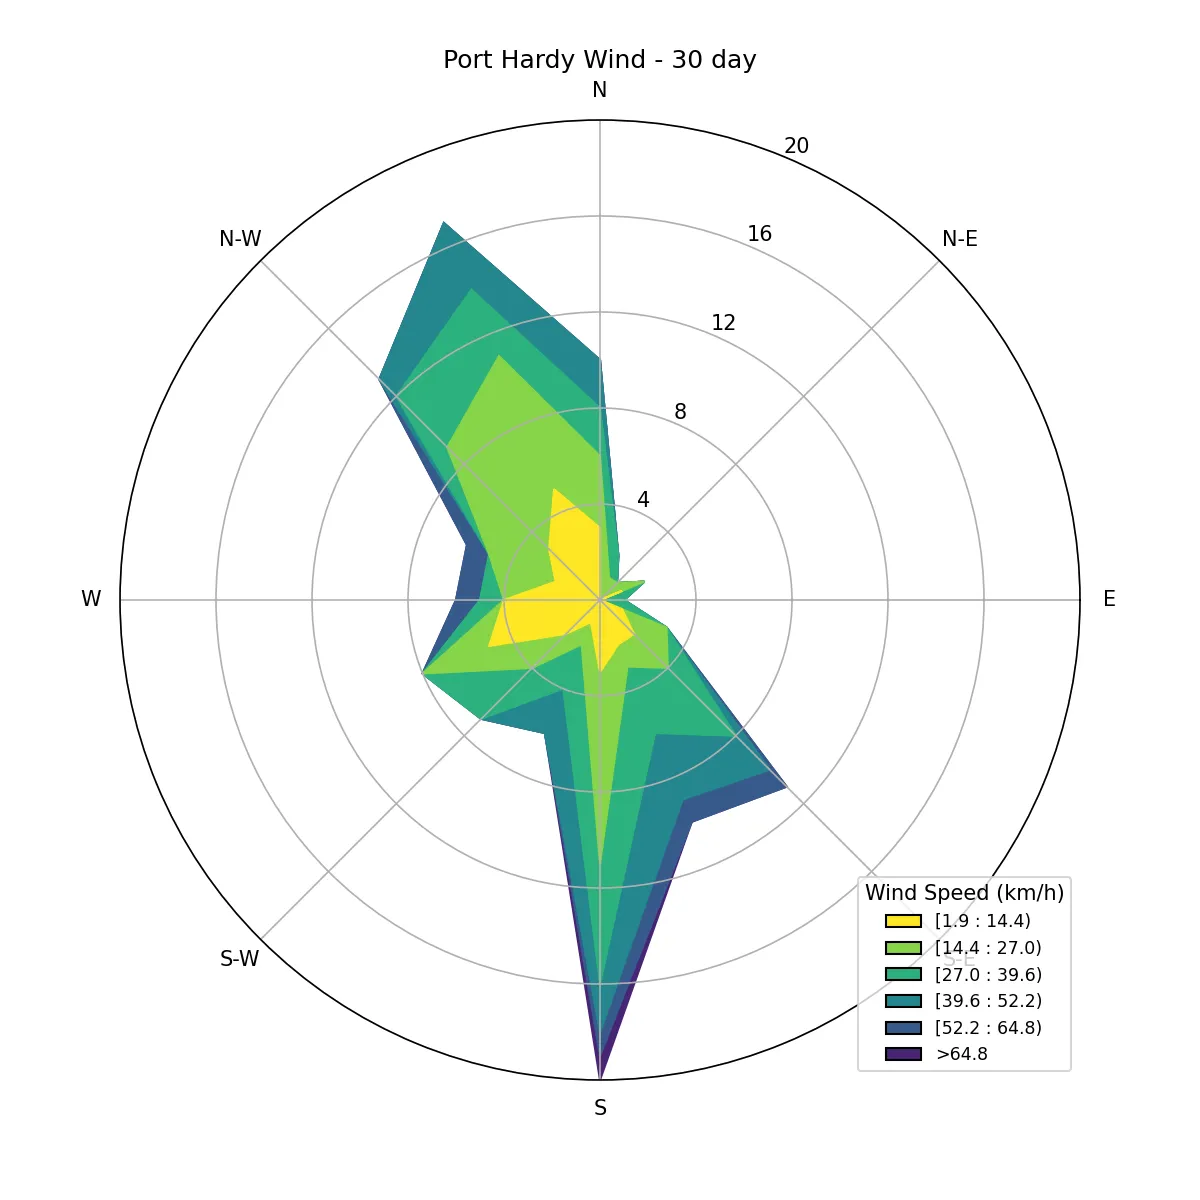 Port Hardy Wind - 30 day
N
20
N-W
16
N-E
12
8
4
W
E
Wind Speed (km/h)
[1.9 : 14.4)
[14.4 : 27.0)
S-W
S-E
[27.0 : 39.6)
[39.6 : 52.2)
[52.2 : 64.8)
>64.8
S